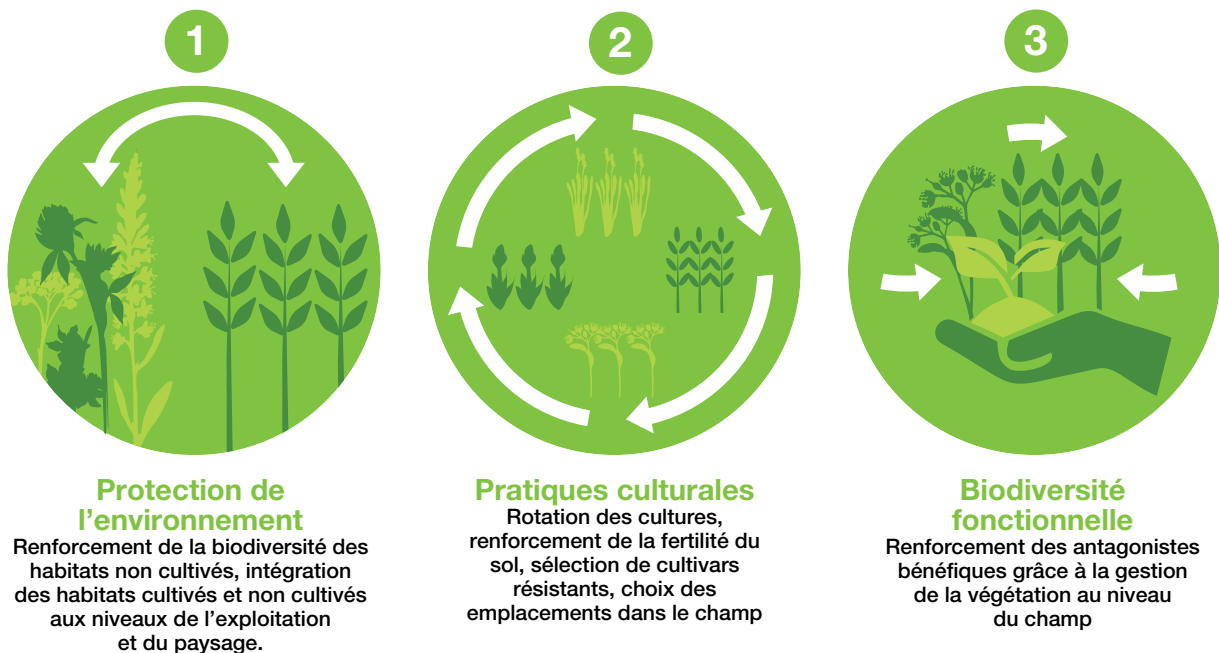 1
Protection de
l’environnement
Renforcement de la biodiversité des
habitats non cultivés, intégration
des habitats cultivés et non cultivés
aux niveaux de l’exploitation
et du paysage.
2
Pratiques culturales
Rotation des cultures,
renforcement de la fertilité du
sol, sélection de cultivars
résistants, choix des
emplacements dans le champ
3
Biodiversité
fonctionnelle
Renforcement des antagonistes
bénéfiques grâce à la gestion
de la végétation au niveau
du champ